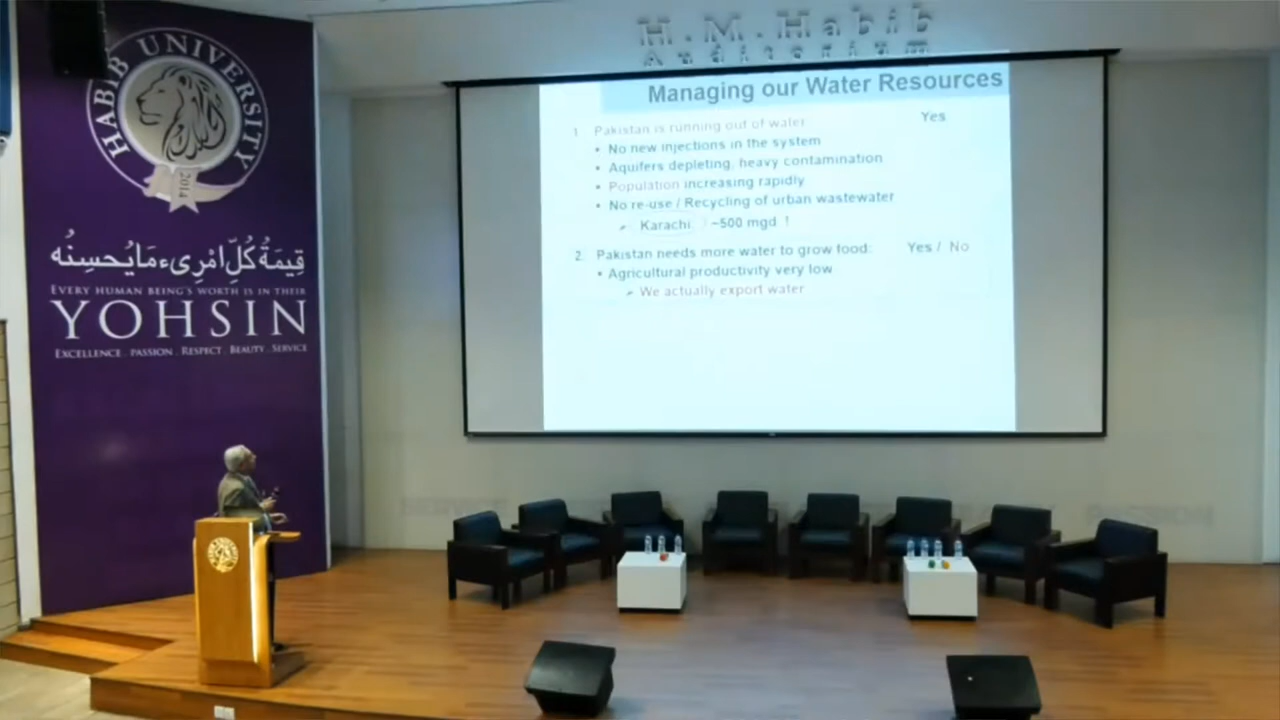 H.M.Habib
Auditorium
HABIB UNIVERSITY
2014
قِيمَةُ كُلِّ امْرِىءٍ مَا يُحسِنُه
EVERY HUMAN BEING'S WORTH IS IN THEIR
YOHSIN
EXCELLENCE . PASSION . RESPECT . BEAUTY . SERVICE
Managing our Water Resources
1. Pakistan is running out of water Yes
• No new injections in the system
• Aquifers depleting, heavy contamination
• Population increasing rapidly
• No re-use / Recycling of urban wastewater
Karachi: ~500 mgd !
2. Pakistan needs more water to grow food: Yes / No
• Agricultural productivity very low
We actually export water